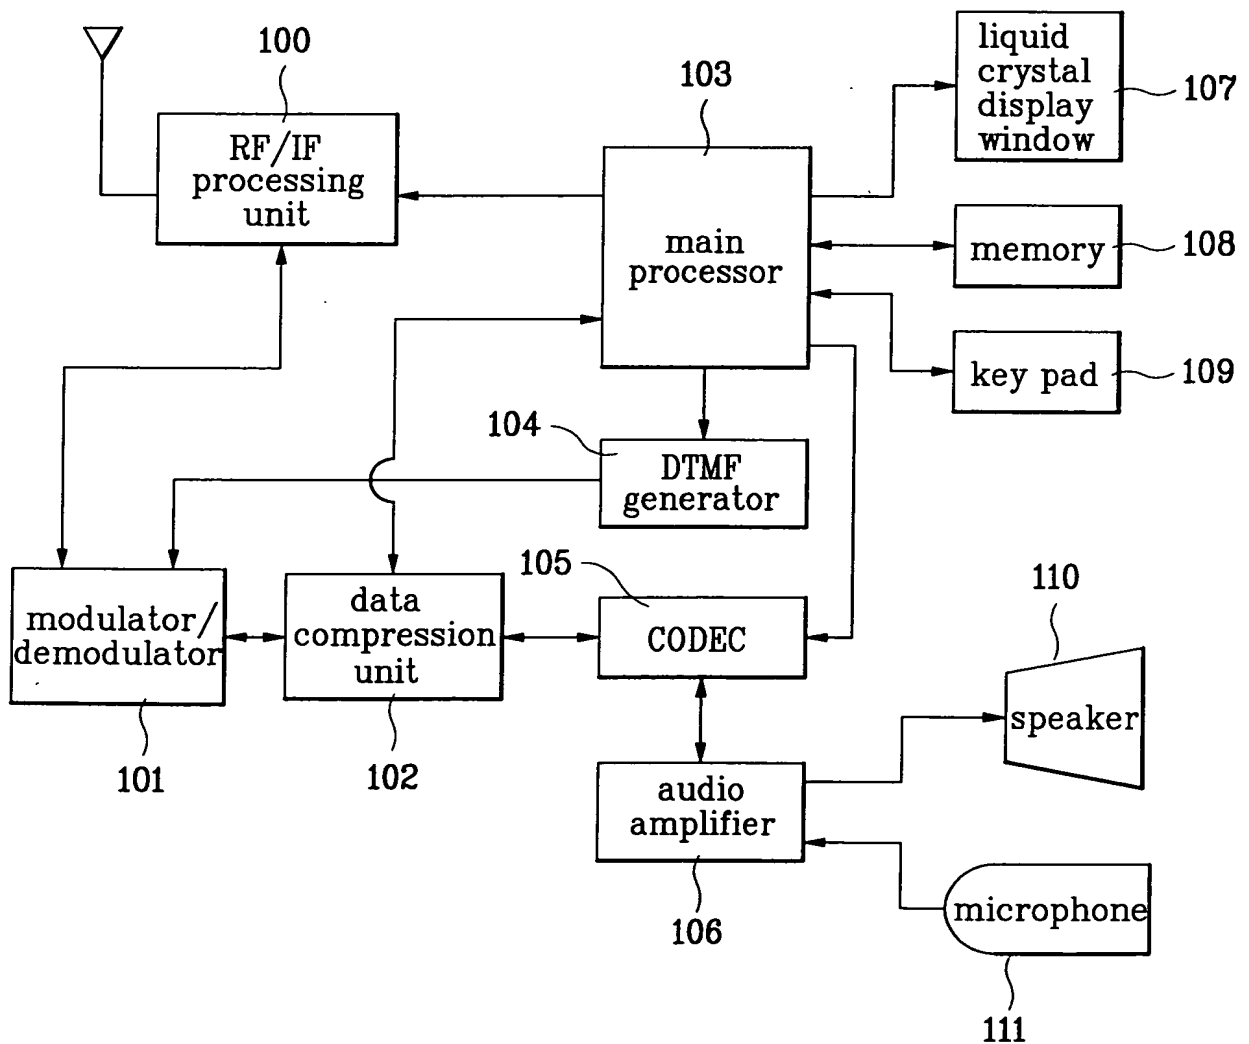 100
RF/IF
processing
unit
103
main
processor
liquid
crystal
display
window
107
memory
108
key pad
109
104
DTMF
generator
105
CODEC
modulator/
demodulator
101
data
compression
unit
102
audio
amplifier
106
110
speaker
microphone
111